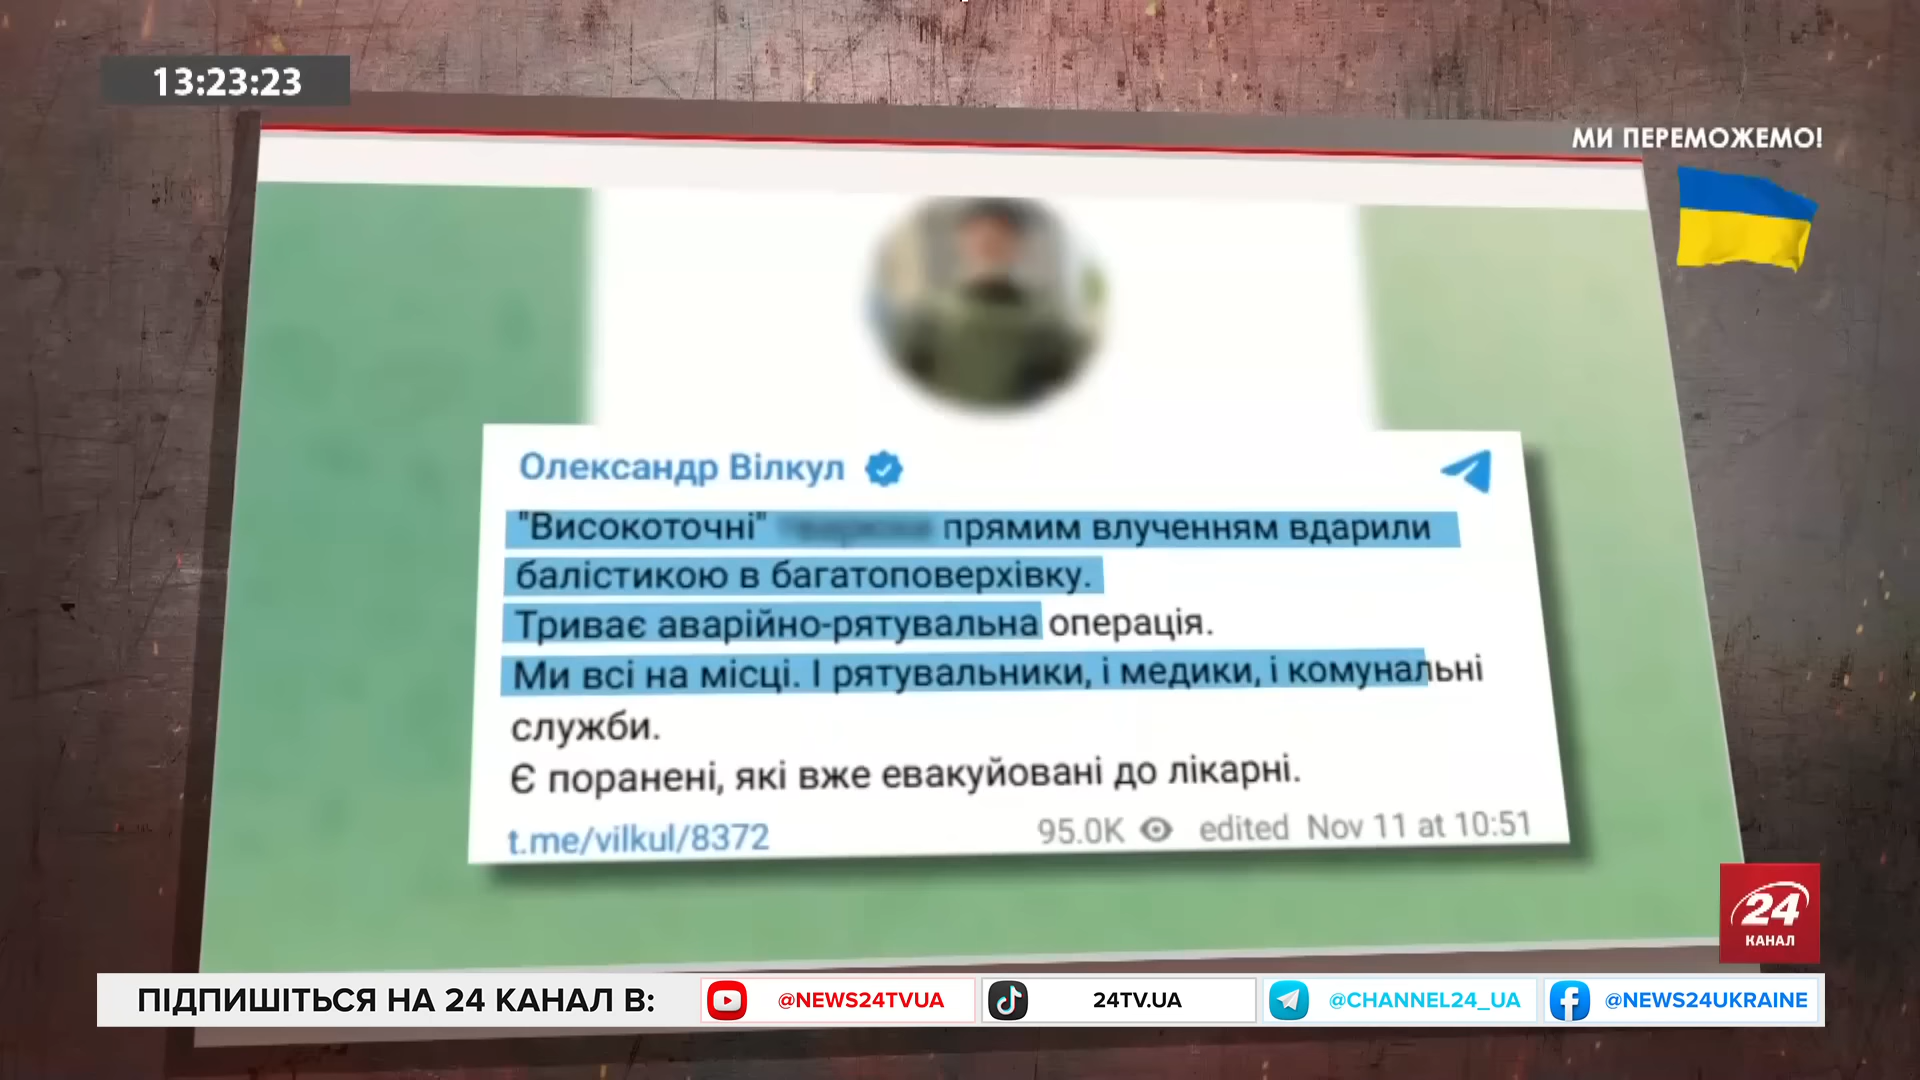 13:23:23
МИ ПЕРЕМОЖЕМО!
Олександр Вілкул
"Високоточні" прямим влученням вдарили
балістикою в багатоповерхівку.
Триває аварійно-рятувальна операція.
Ми всі на місці. І рятувальники, і медики, і комунальні
служби.
Є поранені, які вже евакуйовані до лікарні.
t.me/vilkul/8372 95.0K edited Nov 11 at 10:51
24
КАНАЛ
ПІДПИШІТЬСЯ НА 24 КАНАЛ В: @NEWS24TVUA 24TV.UA @CHANNEL24_UA @NEWS24UKRAINE